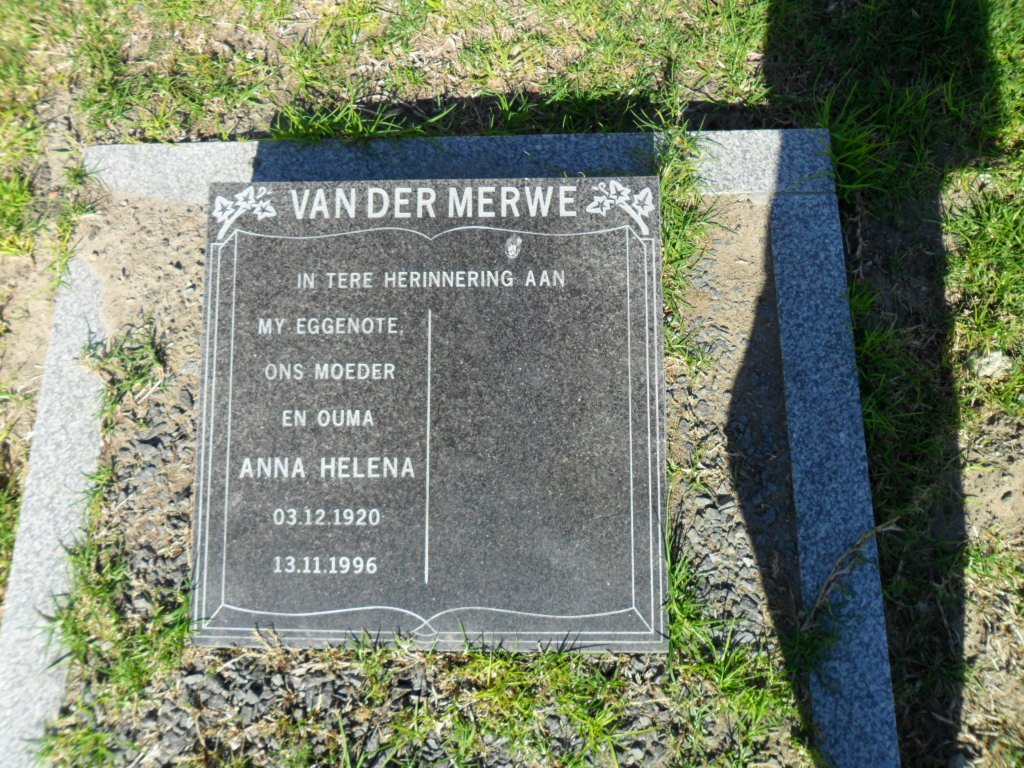 VAN DER MERWE
IN TERE HERINNERING AAN
MY EGGENOTE,
ONS MOEDER
EN OUMA
ANNA HELENA
03.12.1920
13.11.1996